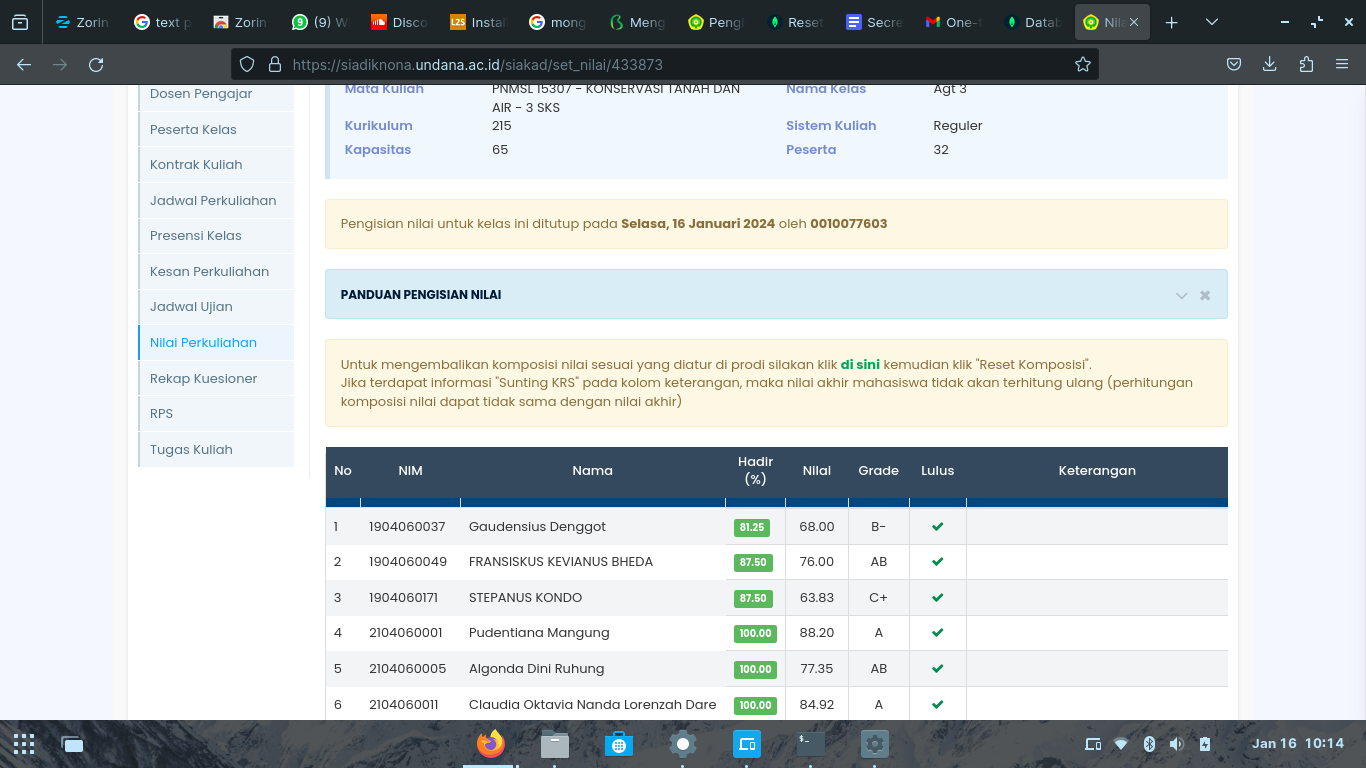 Zorin
text p
Zorin
(9) W
Disco
Instal
mong
Meng
Pengi
Reset
Secre
One-t
Datab
Nila
https://siadiknona.undana.ac.id/siakad/set_nilai/433873
Dosen Pengajar
Peserta Kelas
Kontrak Kuliah
Jadwal Perkuliahan
Presensi Kelas
Kesan Perkuliahan
Jadwal Ujian
Nilai Perkuliahan
Rekap Kuesioner
RPS
Tugas Kuliah
Mata Kuliah PNMSL 15307 - KONSERVASI TANAH DAN Nama Kelas Agt 3
AIR - 3 SKS
Kurikulum 215 Sistem Kuliah Reguler
Kapasitas 65 Peserta 32
Pengisian nilai untuk kelas ini ditutup pada Selasa, 16 Januari 2024 oleh 0010077603
PANDUAN PENGISIAN NILAI
Untuk mengembalikan komposisi nilai sesuai yang diatur di prodi silakan klik di sini kemudian klik "Reset Komposisi".
Jika terdapat informasi "Sunting KRS" pada kolom keterangan, maka nilai akhir mahasiswa tidak akan terhitung ulang (perhitungan
komposisi nilai dapat tidak sama dengan nilai akhir)
No NIM Nama Hadir (%) Nilai Grade Lulus Keterangan
1 1904060037 Gaudensius Denggot 81.25 68.00 B-
2 1904060049 FRANSISKUS KEVIANUS BHEDA 87.50 76.00 AB
3 1904060171 STEPANUS KONDO 87.50 63.83 C+
4 2104060001 Pudentiana Mangung 100.00 88.20 A
5 2104060005 Algonda Dini Ruhung 100.00 77.35 AB
6 2104060011 Claudia Oktavia Nanda Lorenzah Dare 100.00 84.92 A
Jan 16 10:14